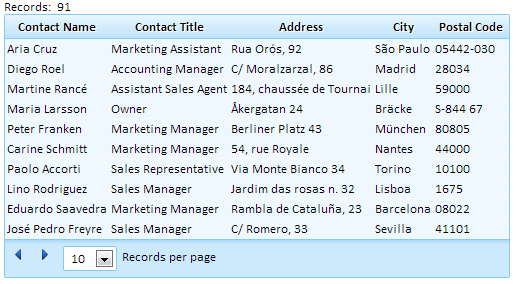 Records: 91
Contact Name Contact Title Address City Postal Code
Aria Cruz Marketing Assistant Rua Orós, 92 São Paulo 05442-030
Diego Roel Accounting Manager C/ Moralzarzal, 86 Madrid 28034
Martine Rancé Assistant Sales Agent 184, chaussée de Tournai Lille 59000
Maria Larsson Owner Åkergatan 24 Bräcke S-844 67
Peter Franken Marketing Manager Berliner Platz 43 München 80805
Carine Schmitt Marketing Manager 54, rue Royale Nantes 44000
Paolo Accorti Sales Representative Via Monte Bianco 34 Torino 10100
Lino Rodriguez Sales Manager Jardim das rosas n. 32 Lisboa 1675
Eduardo Saavedra Marketing Manager Rambla de Cataluña, 23 Barcelona 08022
José Pedro Freyre Sales Manager C/ Romero, 33 Sevilla 41101
10 Records per page